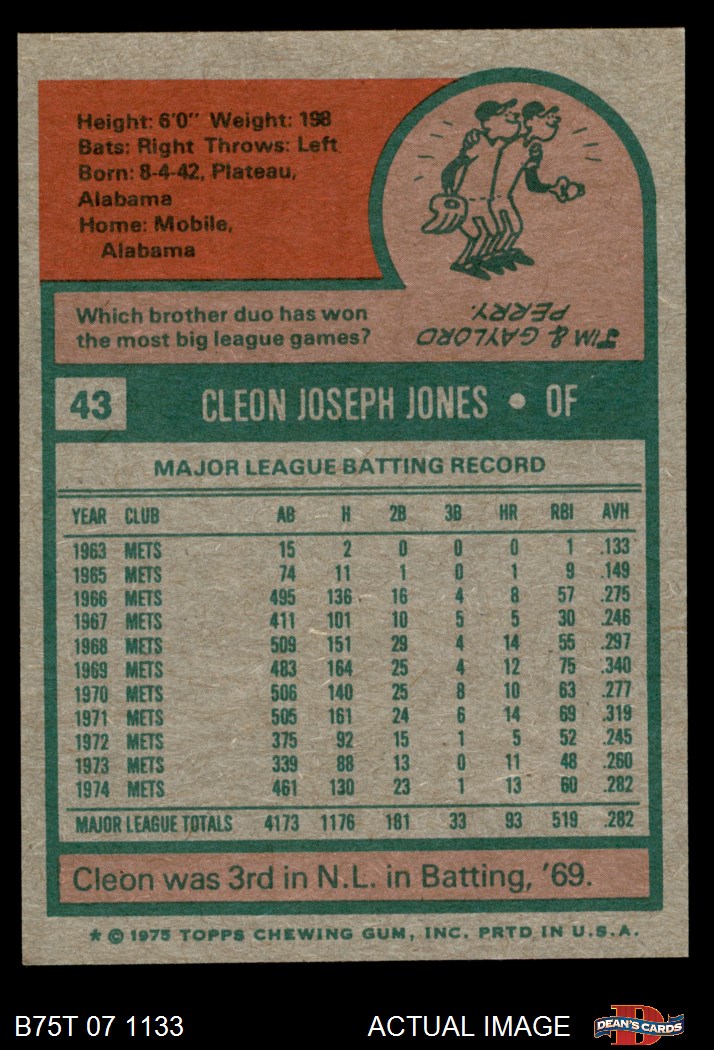 Height: 6'0" Weight: 198
Bats: Right Throws: Left
Born: 8-4-42, Plateau,
Alabama
Home: Mobile,
Alabama
Which brother duo has won
the most big league games?
JIM & GAYLORD
PERRY.
43 CLEON JOSEPH JONES • OF
MAJOR LEAGUE BATTING RECORD
YEAR CLUB AB H 2B 3B HR RBI AVH
1963 METS 15 2 0 0 0 1 .133
1965 METS 74 11 1 0 1 9 .149
1966 METS 495 136 16 4 8 57 .275
1967 METS 411 101 10 5 5 30 .246
1968 METS 509 151 29 4 14 55 .297
1969 METS 483 164 25 4 12 75 .340
1970 METS 506 140 25 8 10 63 .277
1971 METS 505 161 24 6 14 69 .319
1972 METS 375 92 15 1 5 52 .245
1973 METS 339 88 13 0 11 48 .260
1974 METS 461 130 23 1 13 60 .282
MAJOR LEAGUE TOTALS 4173 1176 181 33 93 519 .282
Cleon was 3rd in N.L. in Batting, '69.
* © 1975 TOPPS CHEWING GUM, INC. PRTD IN U.S.A.
B75T 07 1133 ACTUAL IMAGE D DEAN'S CARDS